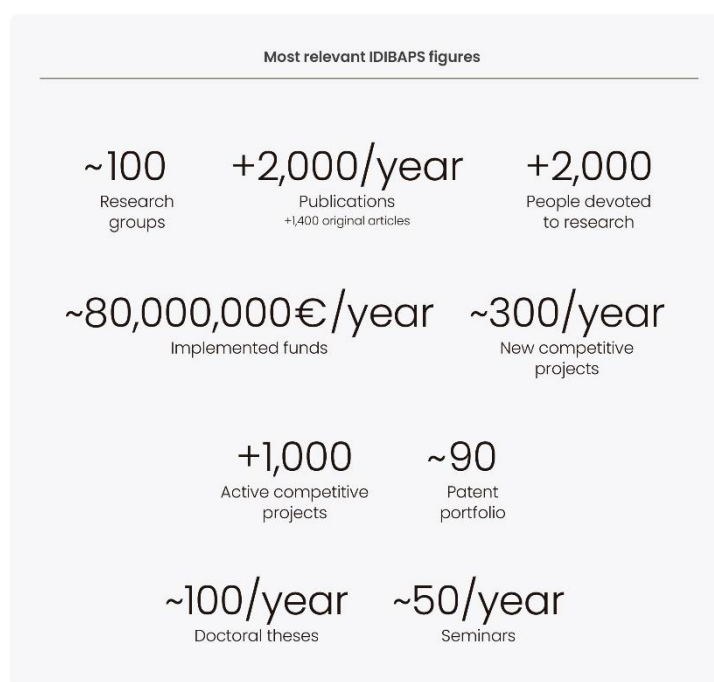 Most relevant IDIBAPS figures
~100
Research
groups
+2,000/year
Publications
+1,400 original articles
+2,000
People devoted
to research
~80,000,000€/year
Implemented funds
~300/year
New competitive
projects
+1,000
Active competitive
projects
~90
Patent
portfolio
~100/year
Doctoral theses
~50/year
Seminars